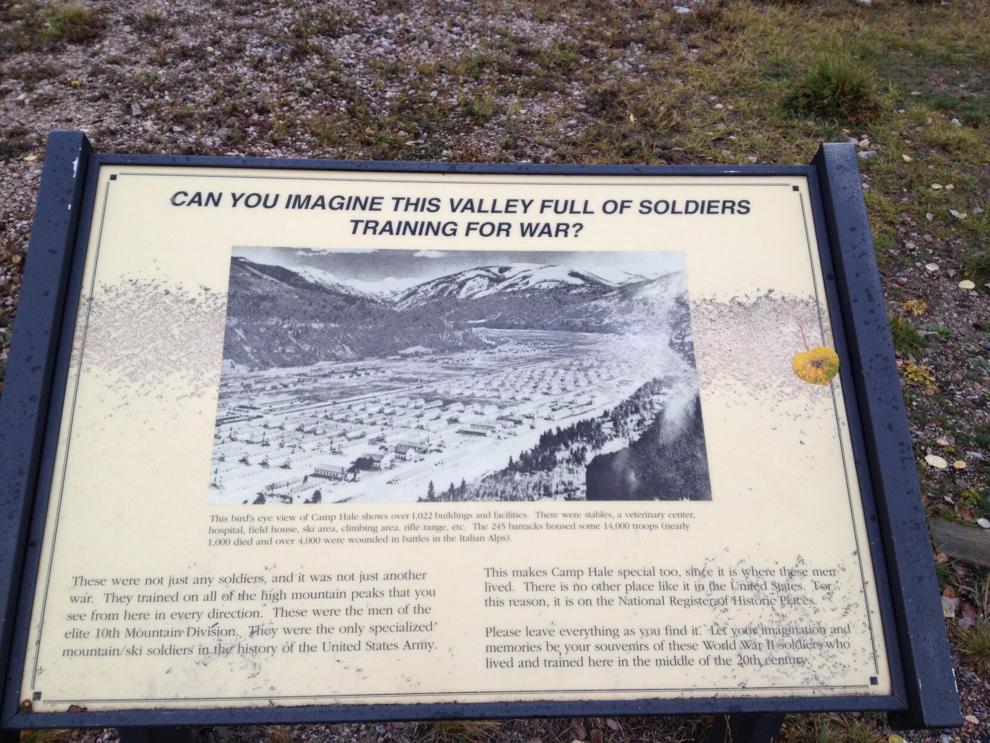 CAN YOU IMAGINE THIS VALLEY FULL OF SOLDIERS
TRAINING FOR WAR?
This bird's eye view of Camp Hale shows over 1,022 buildings and facilities. There were stables, a veterinary center,
hospital, field house, ski area, climbing area, rifle range, etc. The 245 barracks housed some 14,000 troops (nearly
1,000 died and over 4,000 were wounded in battles in the Italian Alps).
These were not just any soldiers, and it was not just another
war. They trained on all of the high mountain peaks that you
see from here in every direction. These were the men of the
elite 10th Mountain Division. They were the only specialized
mountain/ski soldiers in the history of the United States Army.
This makes Camp Hale special too, since it is where these men
lived. There is no other place like it in the United States. For
this reason, it is on the National Register of Historic Places.
Please leave everything as you find it. Let your imagination and
memories be your souvenirs of these World War II soldiers who
lived and trained here in the middle of the 20th century.